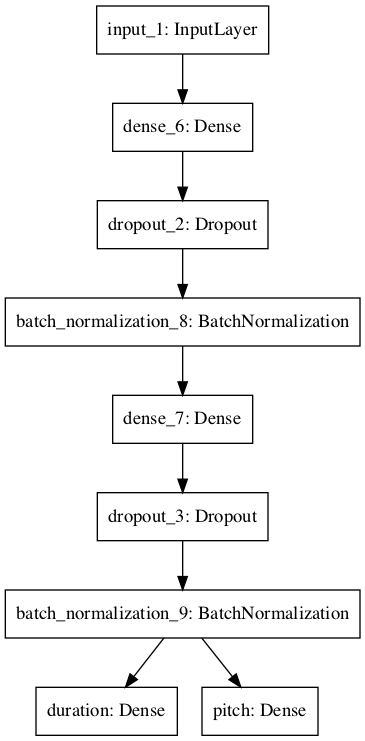 input_1: InputLayer
dense_6: Dense
dropout_2: Dropout
batch_normalization_8: BatchNormalization
dense_7: Dense
dropout_3: Dropout
batch_normalization_9: BatchNormalization
duration: Dense
pitch: Dense